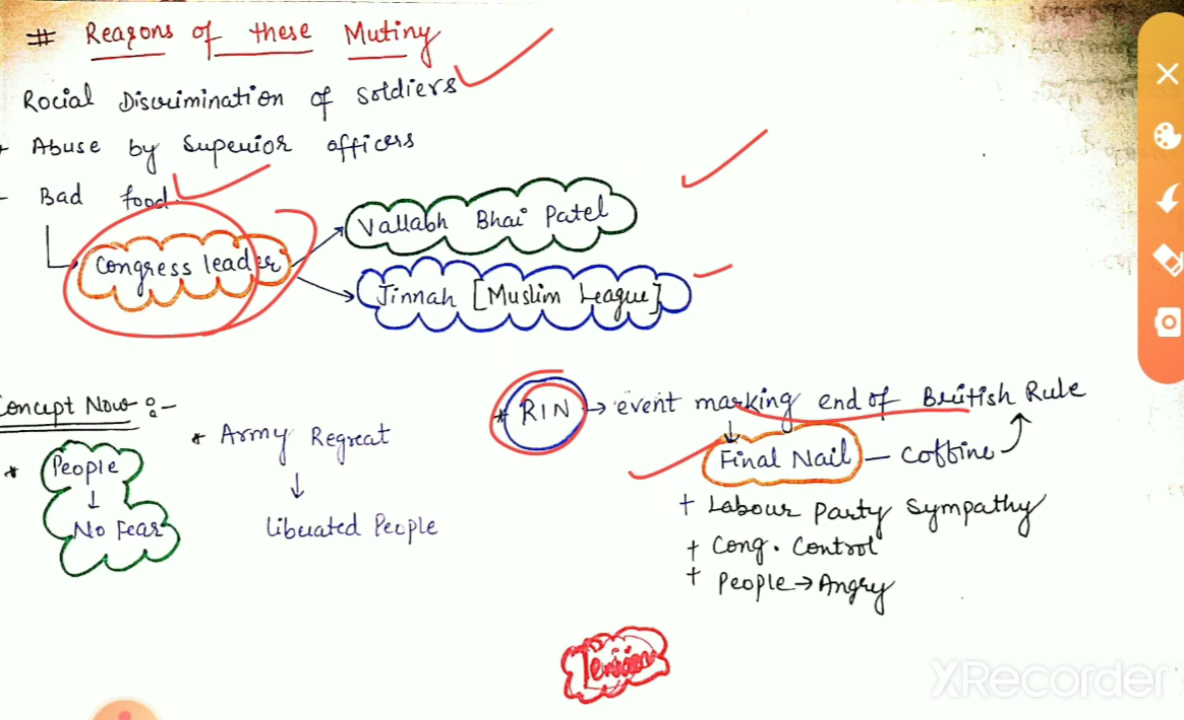 # Reasons of these Mutiny
Rocial Discrimination of Soldiers
+ Abuse by Superior officers
- Bad food.
Congress leader
Vallabh Bhai Patel
Jinnah [Muslim League]
Concept Now :-
* People
↓
No Fear
* Army Regreat
↓
Liberated People
* RIN → event marking end of British Rule
↓
Final Nail — Coffine
+ Labour Party Sympathy
+ Cong. Control
+ People → Angry
Tension
XRecorder